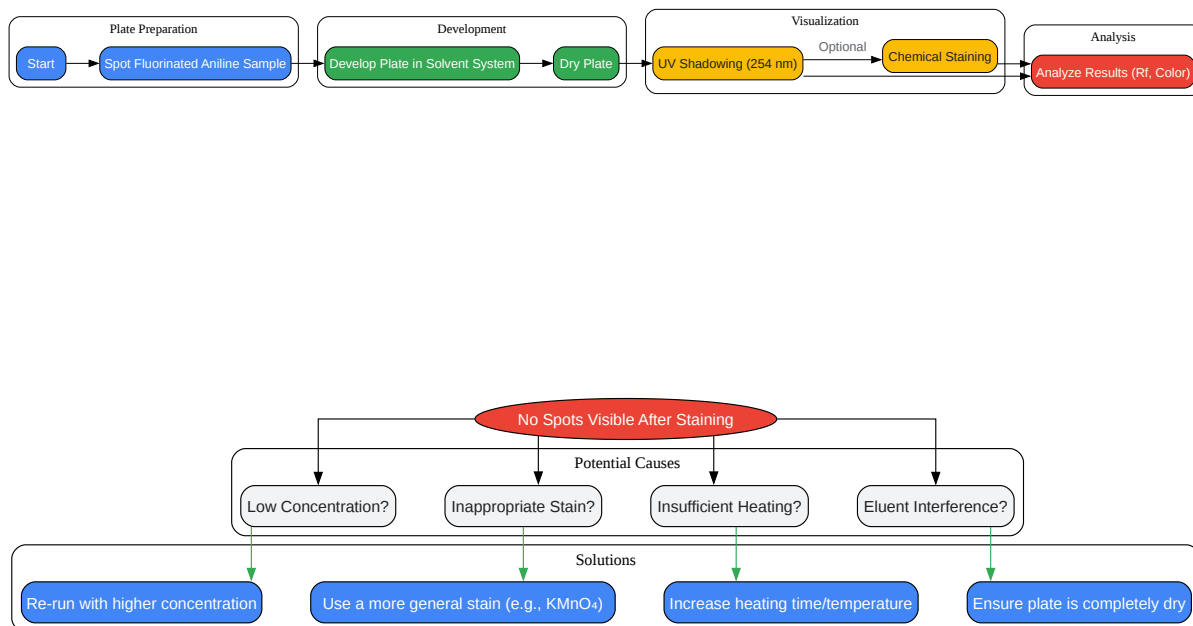 Plate Preparation
Start
Spot Fluorinated Aniline Sample
Development
Develop Plate in Solvent System
Dry Plate
Visualization
UV Shadowing (254 nm)
Optional
Chemical Staining
Analysis
Analyze Results (Rf, Color)
No Spots Visible After Staining
Potential Causes
Low Concentration?
Inappropriate Stain?
Insufficient Heating?
Eluent Interference?
Solutions
Re-run with higher concentration
Use a more general stain (e.g., KMnO₄)
Increase heating time/temperature
Ensure plate is completely dry